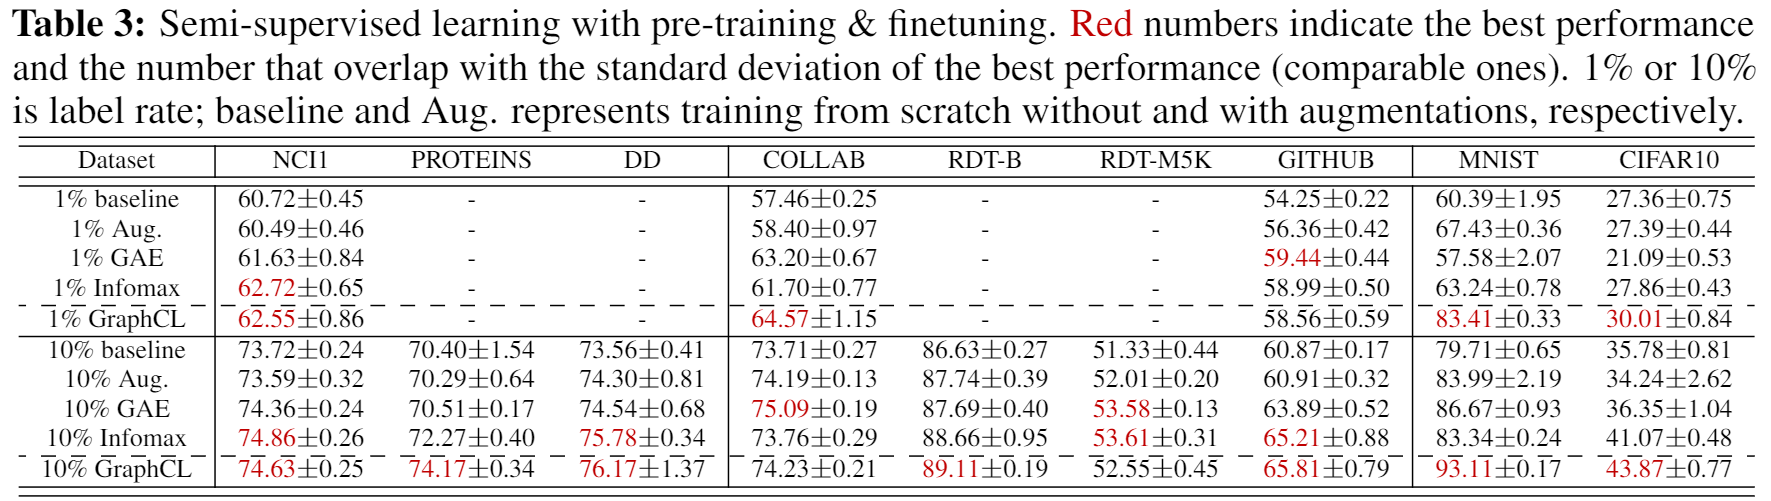 Table 3: Semi-supervised learning with pre-training & finetuning. Red numbers indicate the best performance
and the number that overlap with the standard deviation of the best performance (comparable ones). 1% or 10%
is label rate; baseline and Aug. represents training from scratch without and with augmentations, respectively.
Dataset NCI1 PROTEINS DD COLLAB RDT-B RDT-M5K GITHUB MNIST CIFAR10
1% baseline 60.72±0.45 - - 57.46±0.25 - - 54.25±0.22 60.39±1.95 27.36±0.75
1% Aug. 60.49±0.46 - - 58.40±0.97 - - 56.36±0.42 67.43±0.36 27.39±0.44
1% GAE 61.63±0.84 - - 63.20±0.67 - - 59.44±0.44 57.58±2.07 21.09±0.53
1% Infomax 62.72±0.65 - - 61.70±0.77 - - 58.99±0.50 63.24±0.78 27.86±0.43
1% GraphCL 62.55±0.86 - - 64.57±1.15 - - 58.56±0.59 83.41±0.33 30.01±0.84
10% baseline 73.72±0.24 70.40±1.54 73.56±0.41 73.71±0.27 86.63±0.27 51.33±0.44 60.87±0.17 79.71±0.65 35.78±0.81
10% Aug. 73.59±0.32 70.29±0.64 74.30±0.81 74.19±0.13 87.74±0.39 52.01±0.20 60.91±0.32 83.99±2.19 34.24±2.62
10% GAE 74.36±0.24 70.51±0.17 74.54±0.68 75.09±0.19 87.69±0.40 53.58±0.13 63.89±0.52 86.67±0.93 36.35±1.04
10% Infomax 74.86±0.26 72.27±0.40 75.78±0.34 73.76±0.29 88.66±0.95 53.61±0.31 65.21±0.88 83.34±0.24 41.07±0.48
10% GraphCL 74.63±0.25 74.17±0.34 76.17±1.37 74.23±0.21 89.11±0.19 52.55±0.45 65.81±0.79 93.11±0.17 43.87±0.77